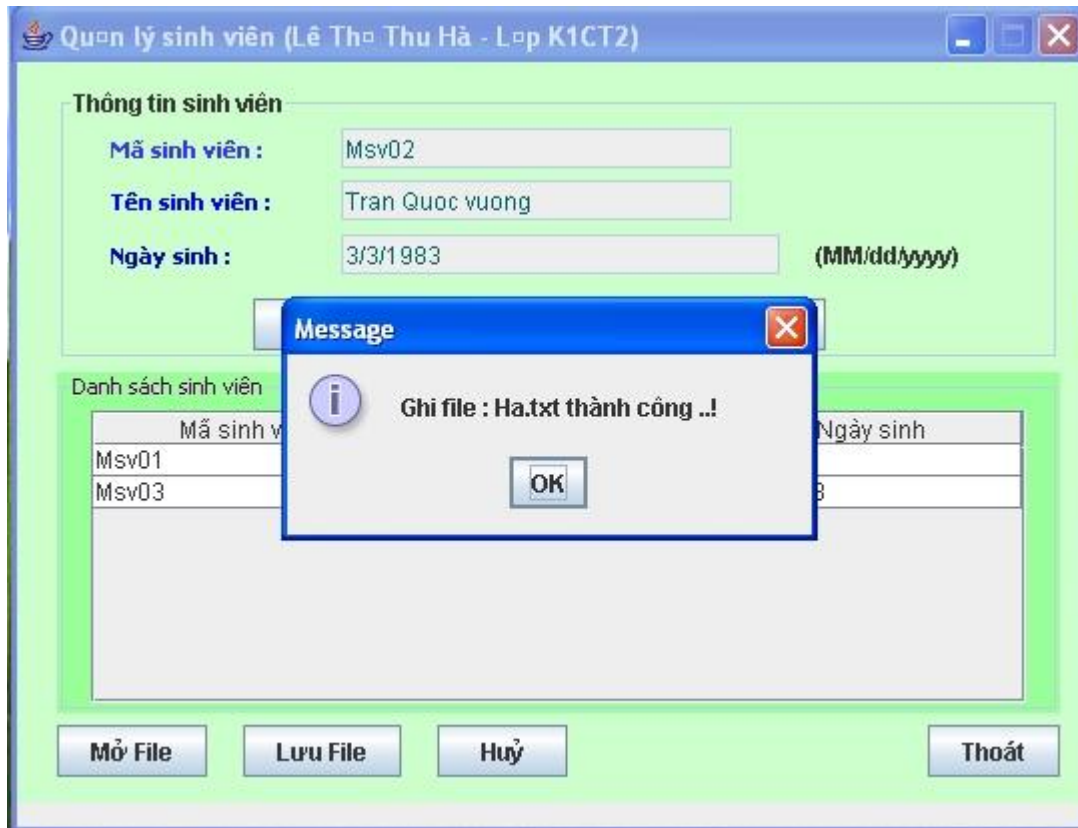 Qu¤n lý sinh viên (Lê Th¤ Thu Hà - L¤p K1CT2)
Thông tin sinh viên
Mã sinh viên : Msv02
Tên sinh viên : Tran Quoc vuong
Ngày sinh : 3/3/1983 (MM/dd/yyyy)
Message
Ghi file : Ha.txt thành công ..!
OK
Danh sách sinh viên
Mã sinh v Ngày sinh
Msv01
Msv03 3
Mở File Lưu File Huỷ Thoát